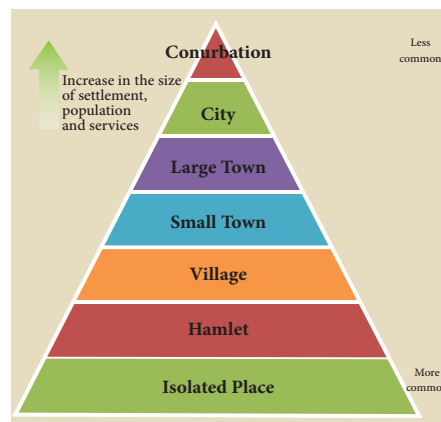 Conurbation
Less
common
Increase in the size
of settlement,
population
and services
City
Large Town
Small Town
Village
Hamlet
More
commo
Isolated Place